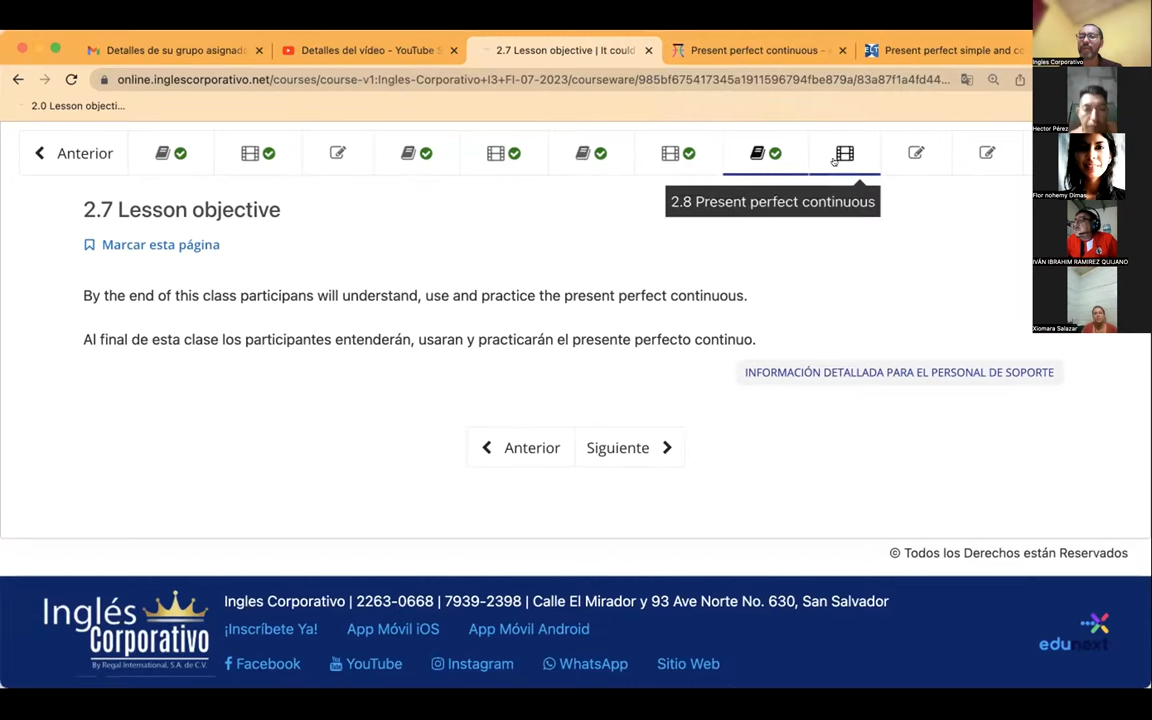 Detalles de su grupo asignado
Detalles del vídeo - YouTube S
2.7 Lesson objective | It could
Present perfect continuous -
Present perfect simple and co
online.inglescorporativo.net/courses/course-v1:Ingles-Corporativo+I3+FI-07-2023/courseware/985bf675417345a1911596794fbe879a/83a87f1a4fd44...
2.0 Lesson objecti...
Anterior
2.8 Present perfect continuous
2.7 Lesson objective
Marcar esta página
By the end of this class participans will understand, use and practice the present perfect continuous.
Al final de esta clase los participantes entenderán, usaran y practicarán el presente perfecto continuo.
INFORMACIÓN DETALLADA PARA EL PERSONAL DE SOPORTE
Anterior
Siguiente
© Todos los Derechos están Reservados
Inglés
Corporativo
By Regal International, S.A. de C.V.
Ingles Corporativo | 2263-0668 | 7939-2398 | Calle El Mirador y 93 Ave Norte No. 630, San Salvador
¡Inscríbete Ya! App Móvil iOS App Móvil Android
Facebook YouTube Instagram WhatsApp Sitio Web
edunext
Ingles Corporativo
Hector Pérez
Flor nohemy Dimas
IVÁN IBRAHIM RAMIREZ QUIJANO
Xiomara Salazar